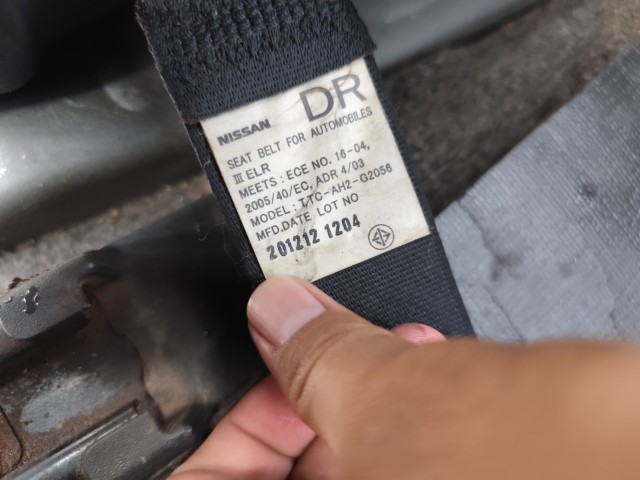 NISSAN DR
SEAT BELT FOR AUTOMOBILES
III ELR
MEETS : ECE NO. 16-04,
2005/40/EC, ADR 4/03
MODEL : TTC-AH2-G2056
MFD.DATE LOT NO
201212 1204